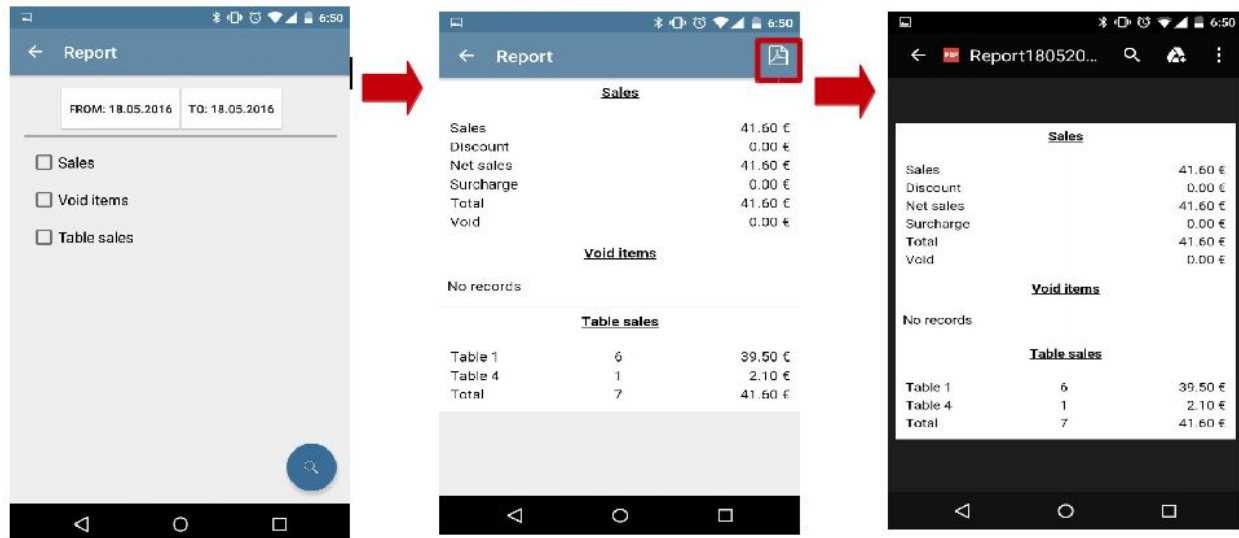 6:50
Report
FROM: 18.05.2016 TO: 18.05.2016
Sales
Void items
Table sales
6:50
Report
Sales
Sales 41.60 €
Discount 0.00 €
Net sales 41.60 €
Surcharge 0.00 €
Total 41.60 €
Void 0.00 €
Void items
No records
Table sales
Table 1 6 39.50 €
Table 4 1 2.10 €
Total 7 41.60 €
6:50
PDF Report180520...
Sales
Sales 41.60 €
Discount 0.00 €
Net sales 41.60 €
Surcharge 0.00 €
Total 41.60 €
Void 0.00 €
Void items
No records
Table sales
Table 1 6 39.50 €
Table 4 1 2.10 €
Total 7 41.60 €